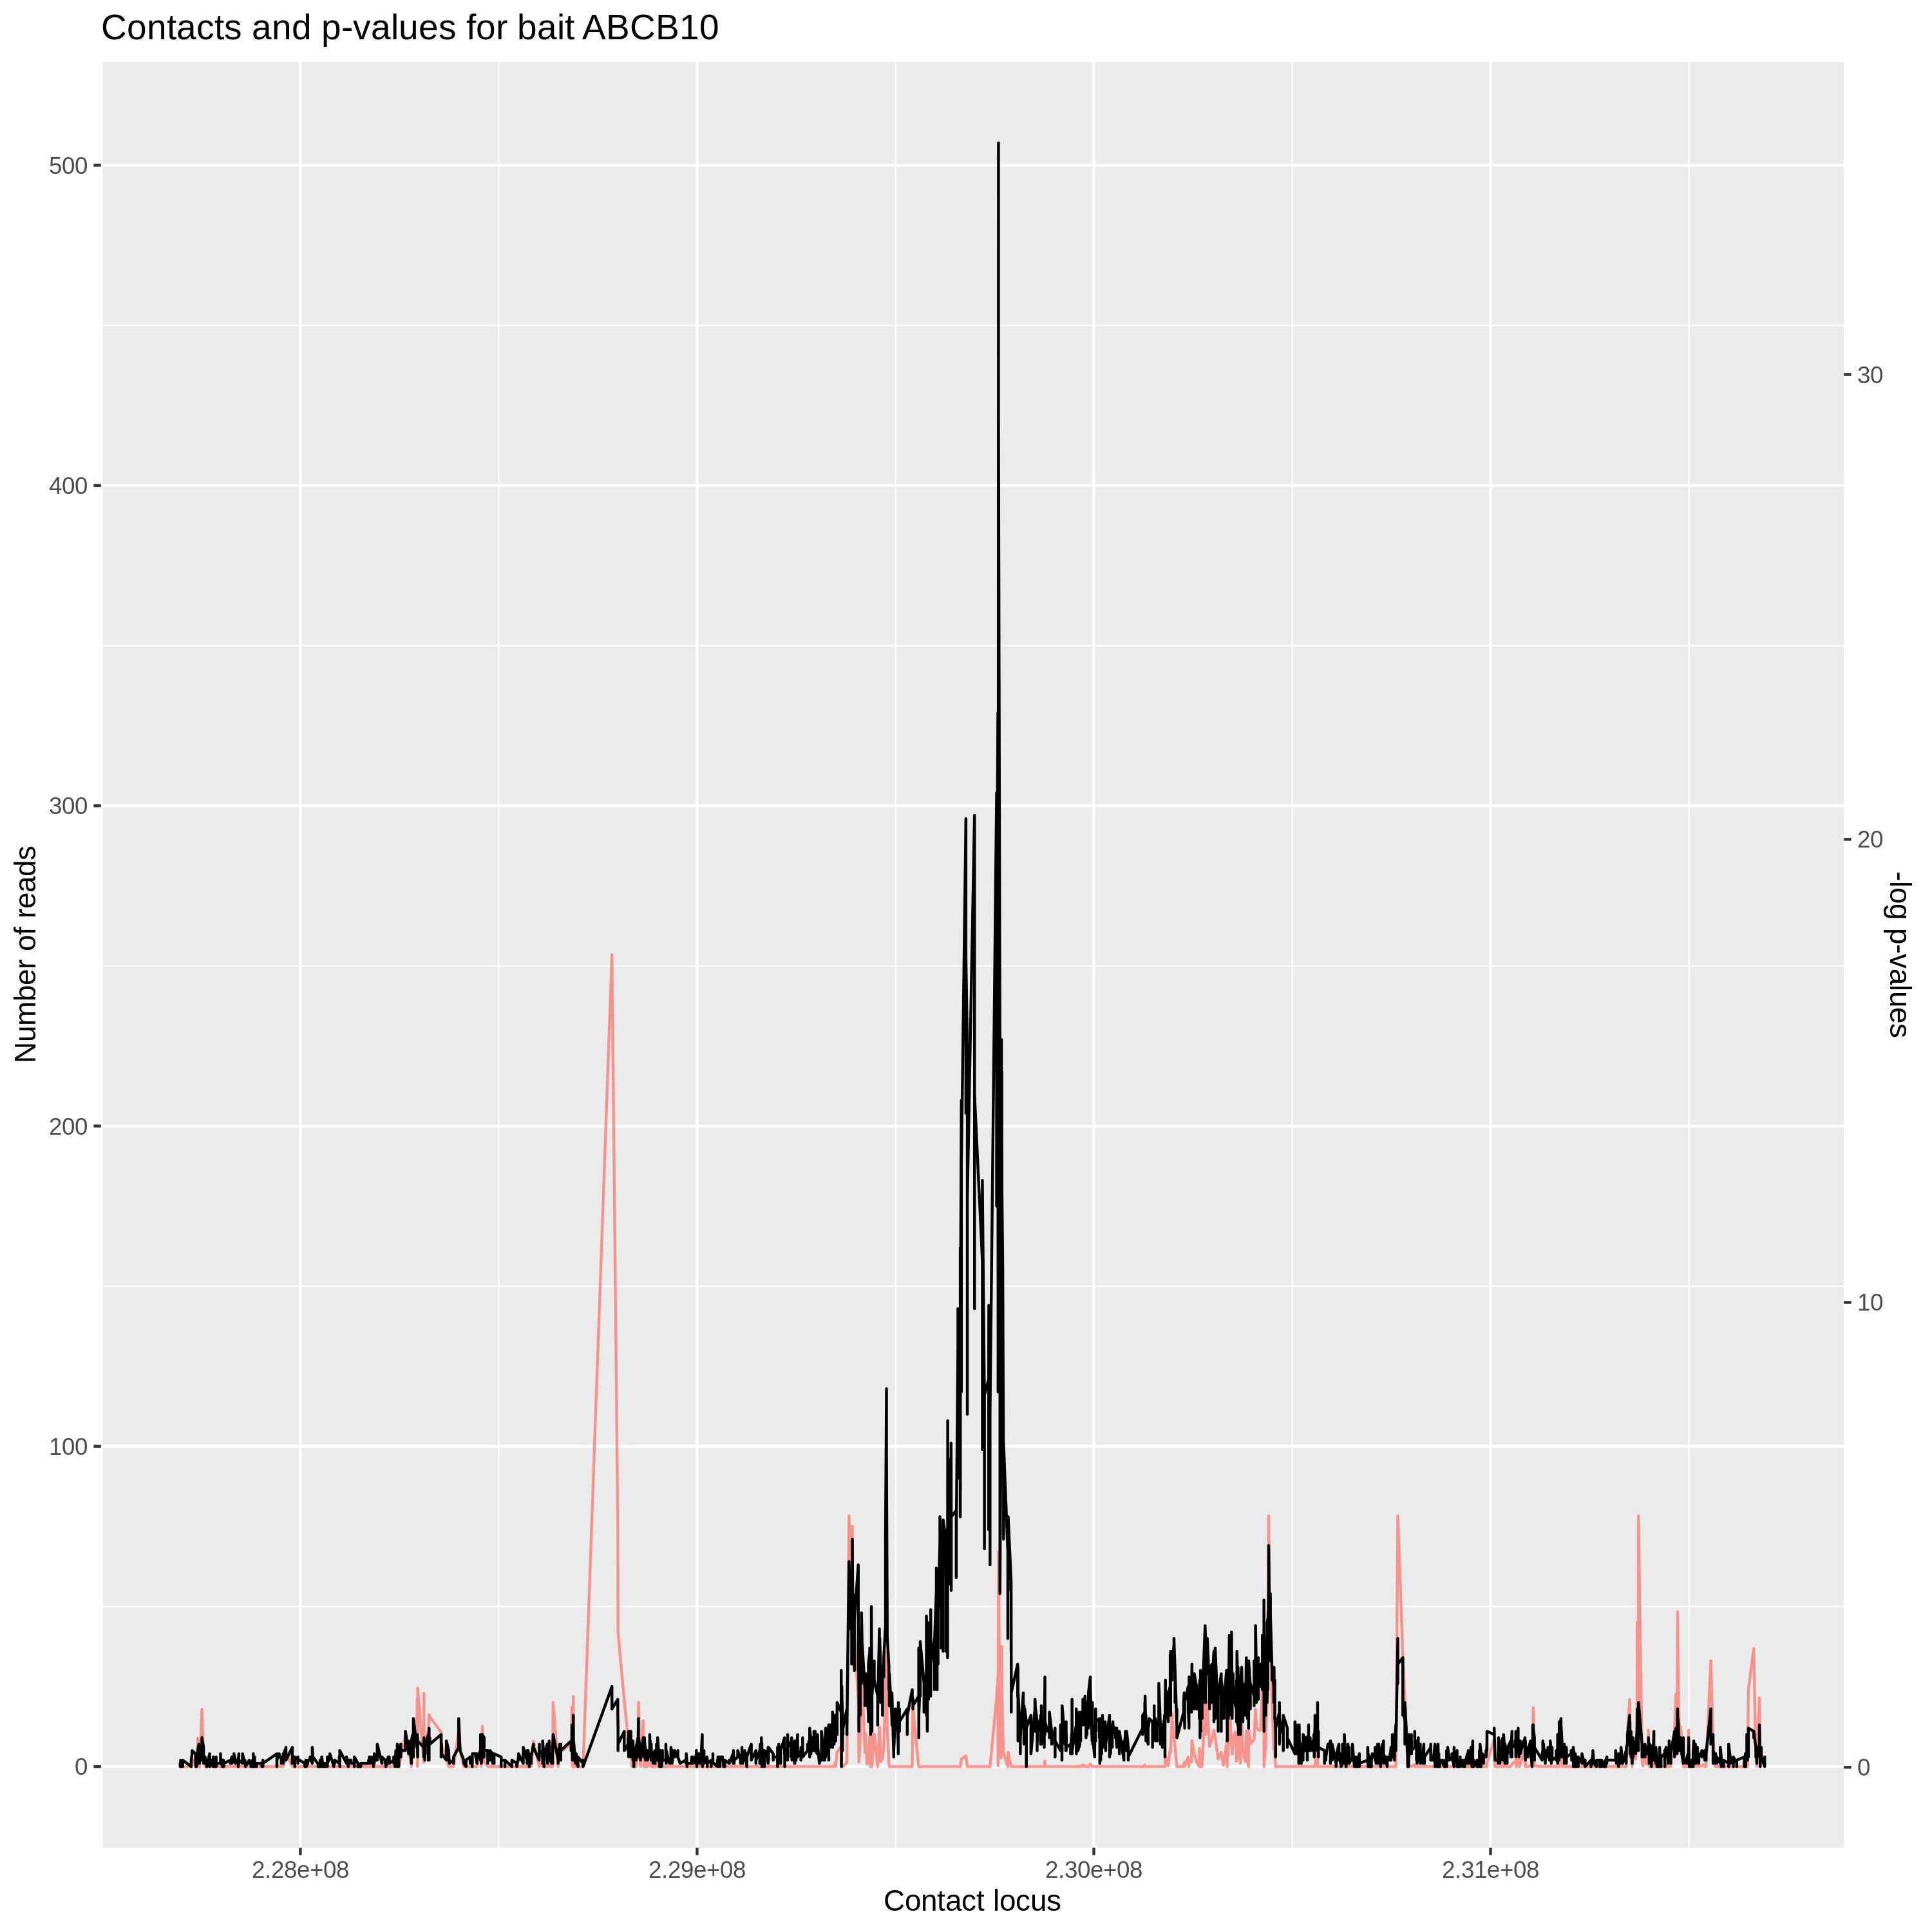 Contacts and p-values for bait ABCB10
500
400
300
200
100
0
30
20
10
0
Number of reads
-log p-values
2.28e+08
2.29e+08
2.30e+08
2.31e+08
Contact locus